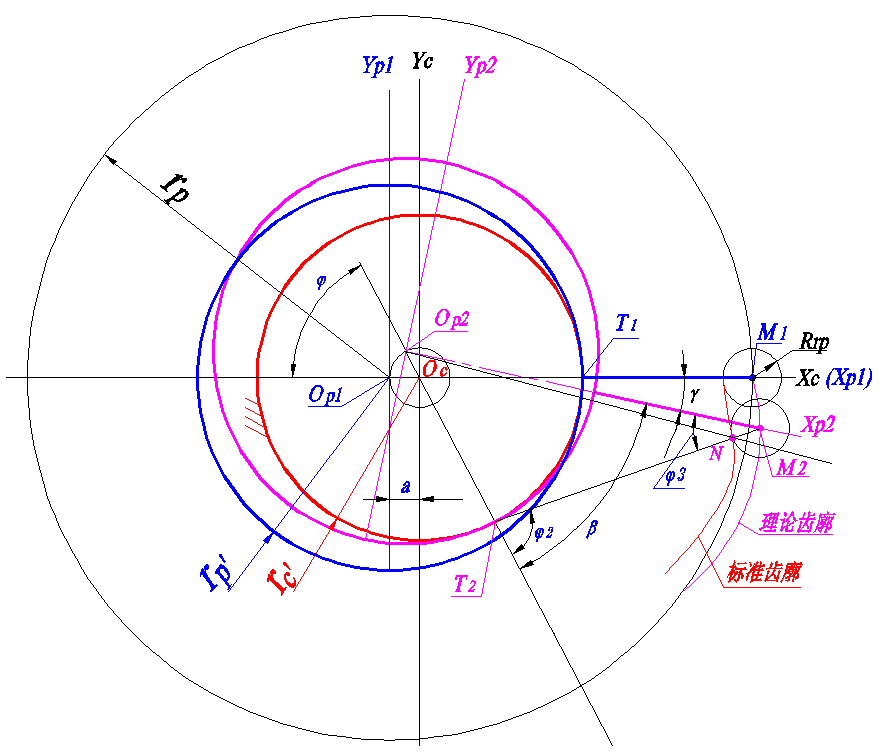 Yp1 Yc Yp2
rp
φ
Op2
T1
M1
Rrp
Op1
Oc
Xc (Xp1)
γ
Xp2
N
M2
φ3
a
φ2
β
理论齿廓
rp'
rc'
T2
标准齿廓